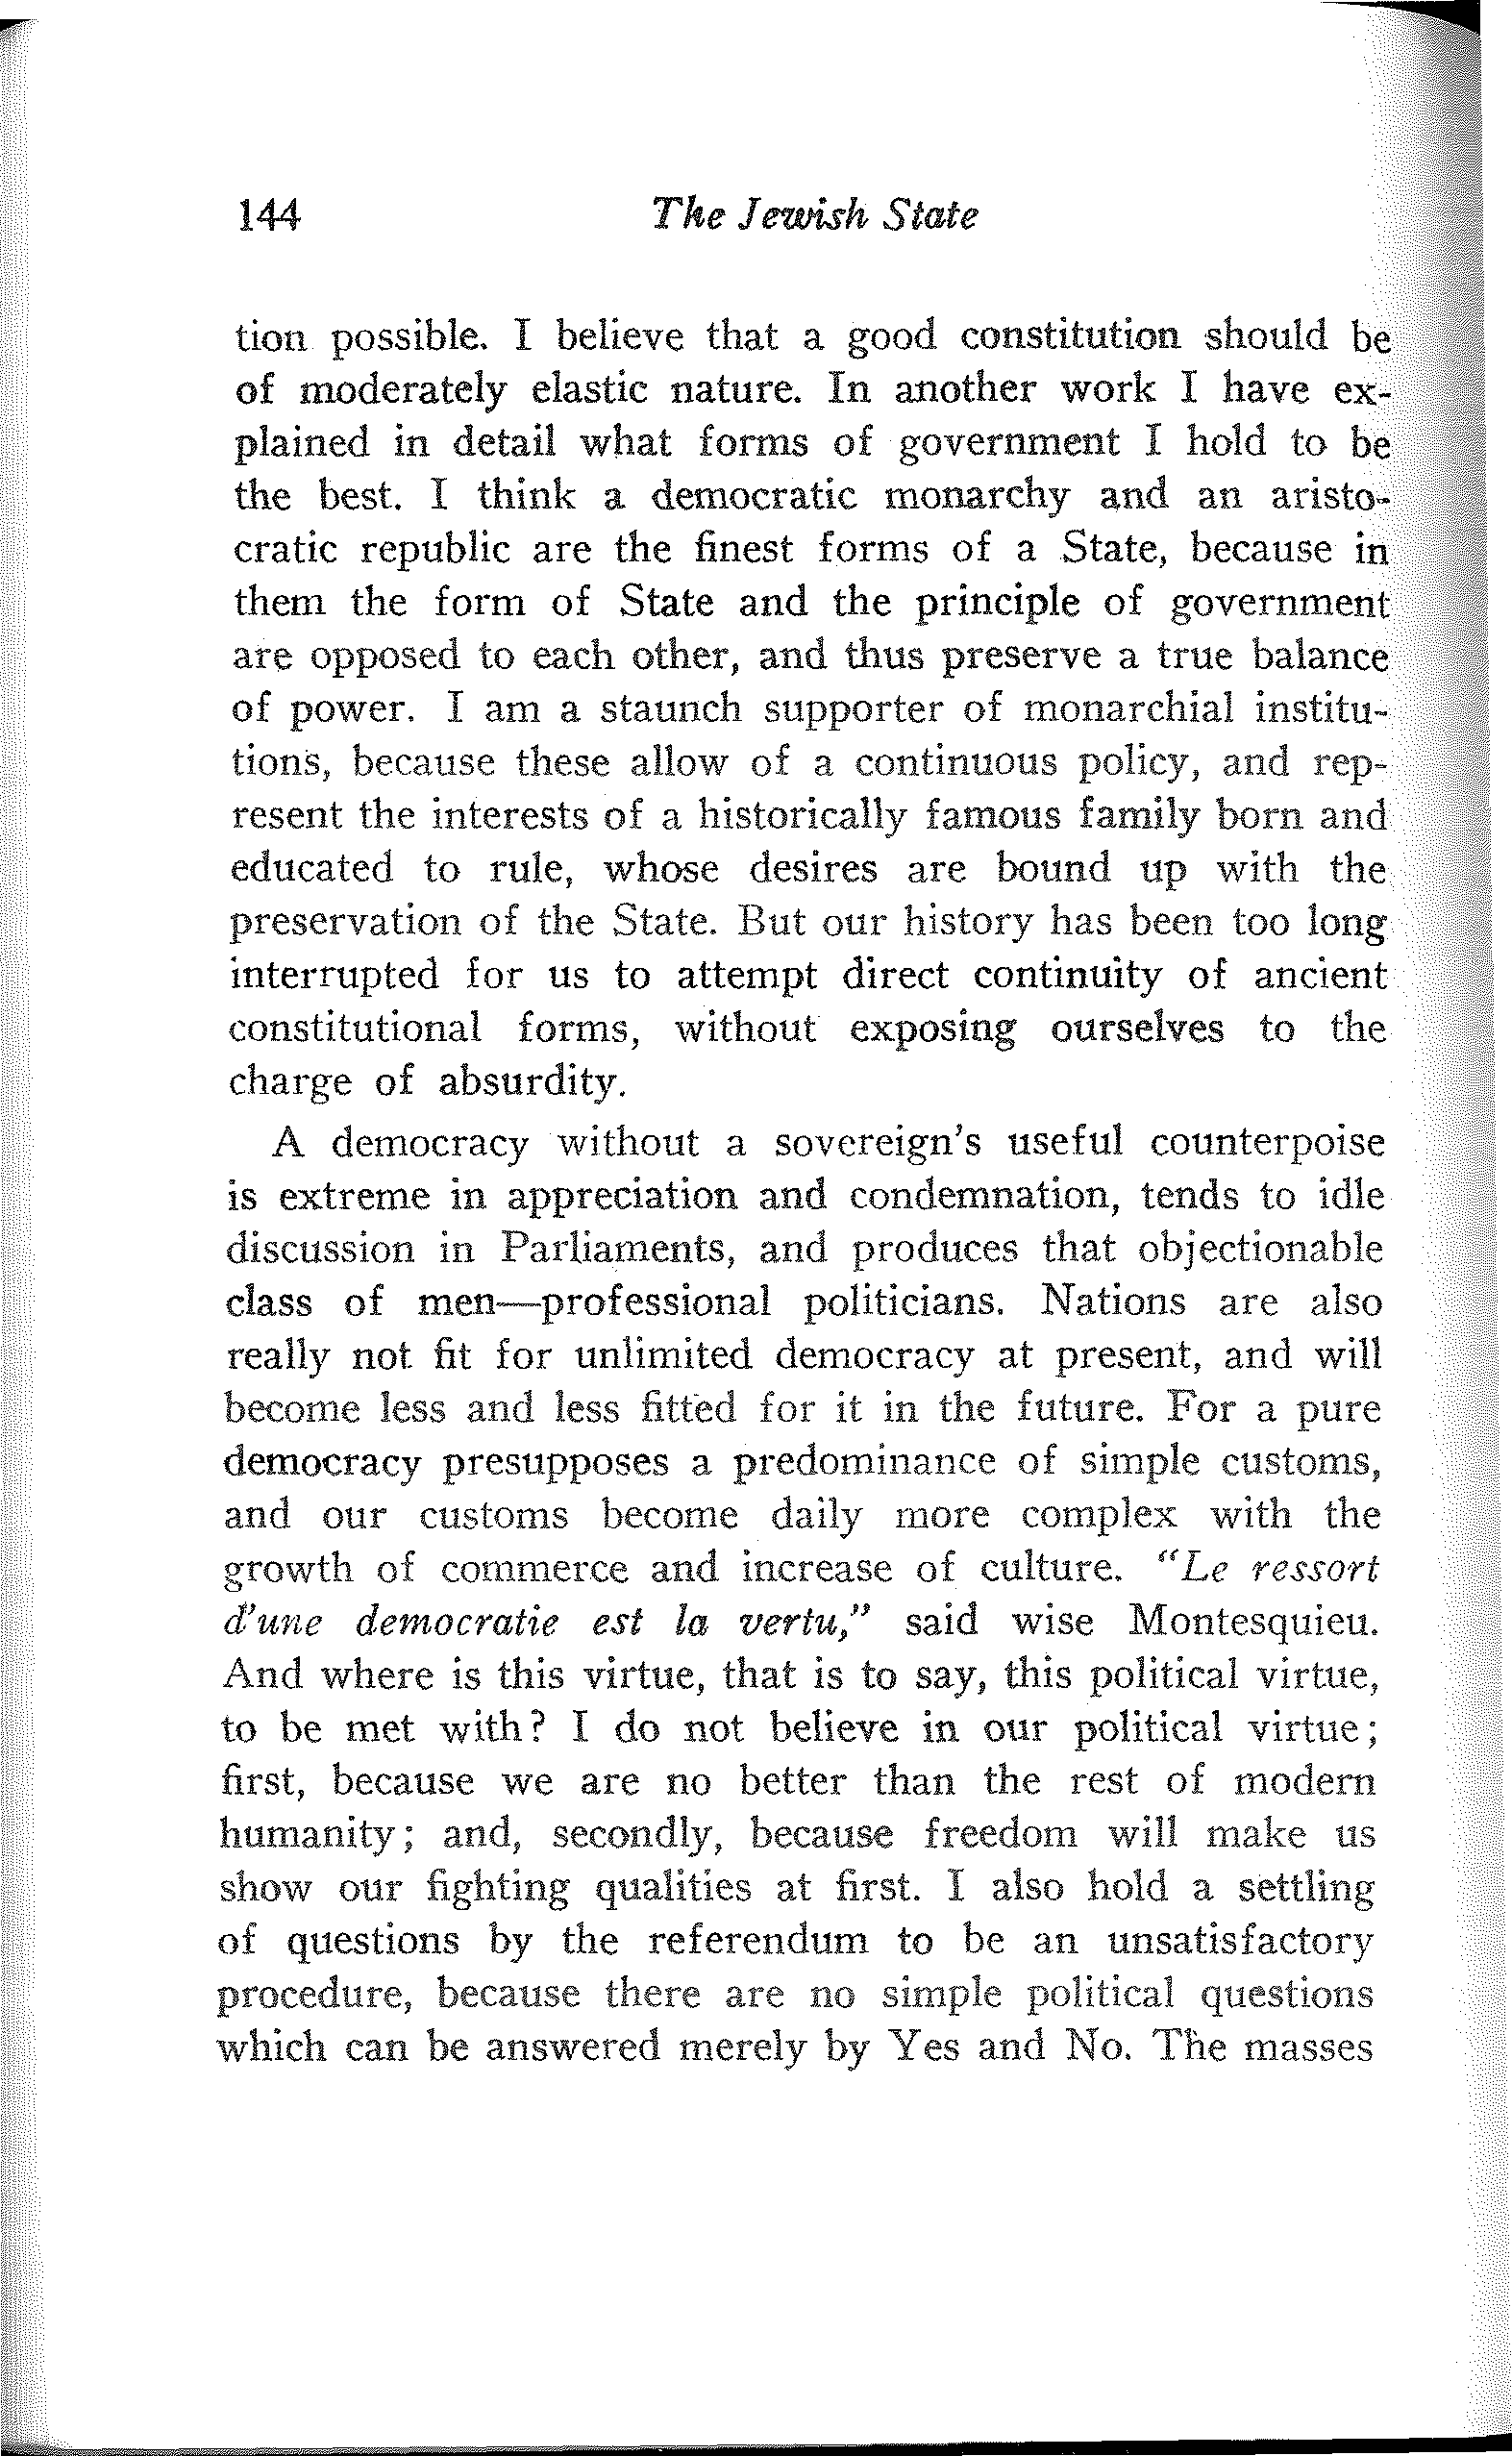 144 The Jewish State
tion possible. I believe that a good constitution should be
of moderately elastic nature. In another work I have ex-
plained in detail what forms of government I hold to be
the best. I think a democratic monarchy and an aristo-
cratic republic are the finest forms of a State, because in
them the form of State and the principle of government
are opposed to each other, and thus preserve a true balance
of power. I am a staunch supporter of monarchial institu-
tions, because these allow of a continuous policy, and rep-
resent the interests of a historically famous family born and
educated to rule, whose desires are bound up with the
preservation of the State. But our history has been too long
interrupted for us to attempt direct continuity of ancient
constitutional forms, without exposing ourselves to the
charge of absurdity.
A democracy without a sovereign's useful counterpoise
is extreme in appreciation and condemnation, tends to idle
discussion in Parliaments, and produces that objectionable
class of men—professional politicians. Nations are also
really not fit for unlimited democracy at present, and will
become less and less fitted for it in the future. For a pure
democracy presupposes a predominance of simple customs,
and our customs become daily more complex with the
growth of commerce and increase of culture. "Le ressort
d'une democratie est la vertu," said wise Montesquieu.
And where is this virtue, that is to say, this political virtue,
to be met with? I do not believe in our political virtue;
first, because we are no better than the rest of modern
humanity; and, secondly, because freedom will make us
show our fighting qualities at first. I also hold a settling
of questions by the referendum to be an unsatisfactory
procedure, because there are no simple political questions
which can be answered merely by Yes and No. The masses